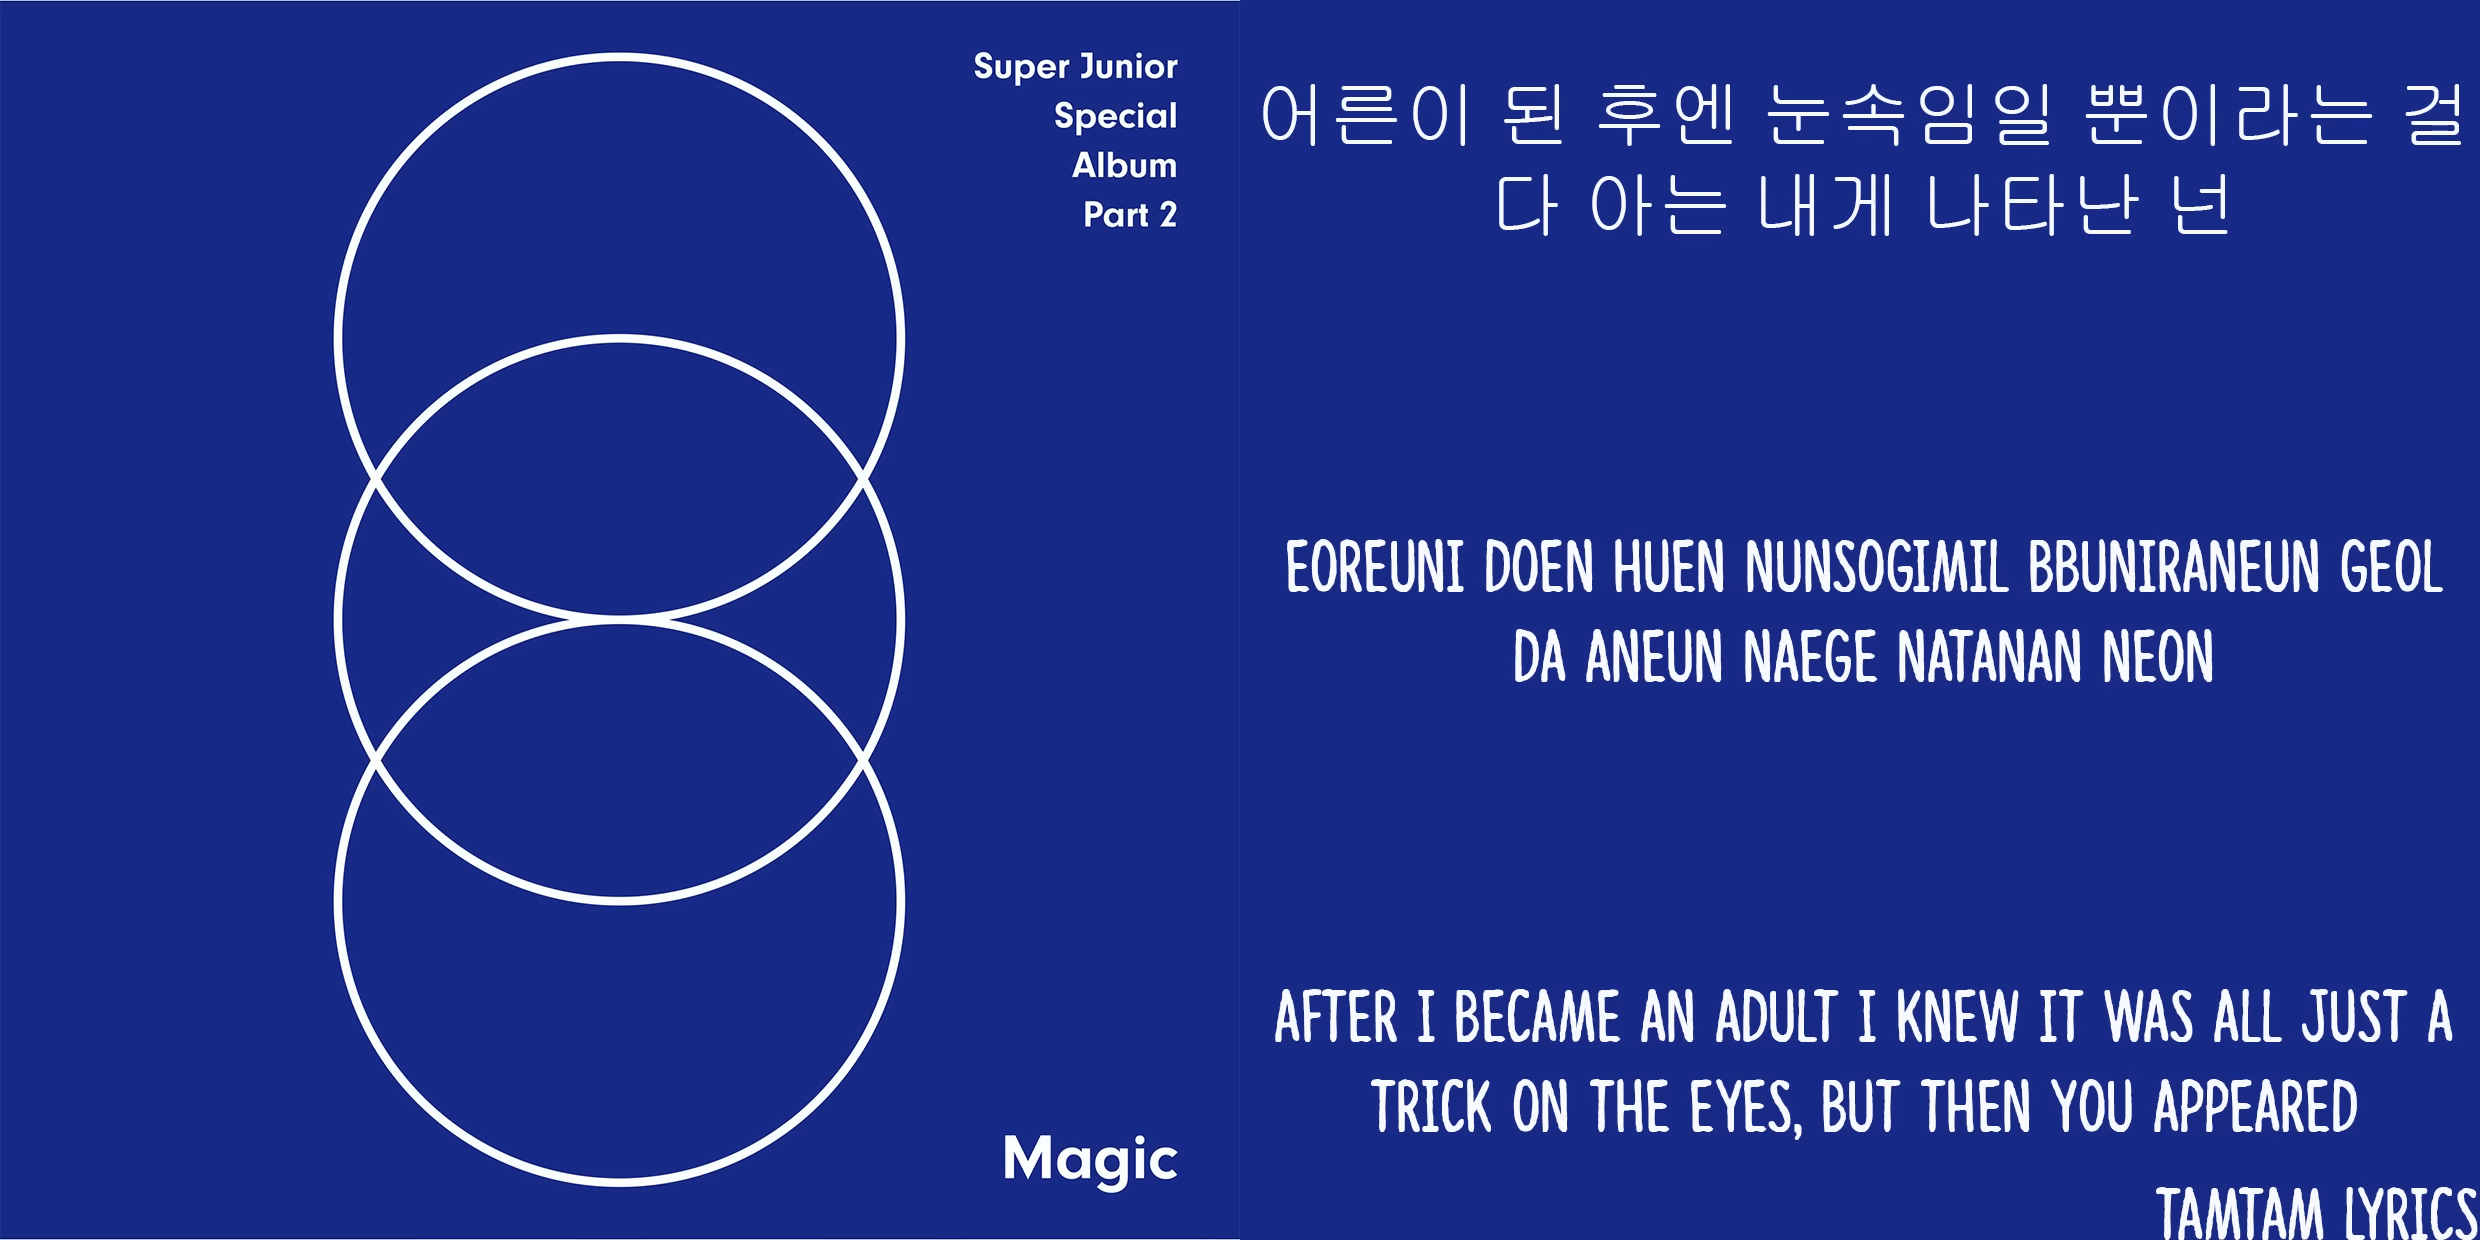 Super Junior
Special
Album
Part 2
Magic
어른이 된 후엔 눈속임일 뿐이라는 걸
다 아는 내게 나타난 넌
EOREUNI DOEN HUEN NUNSOGIMIL BBUNIRANEUN GEOL
DA ANEUN NAEGE NATANAN NEON
AFTER I BECAME AN ADULT I KNEW IT WAS ALL JUST A
TRICK ON THE EYES, BUT THEN YOU APPEARED
TAMTAM LYRICS